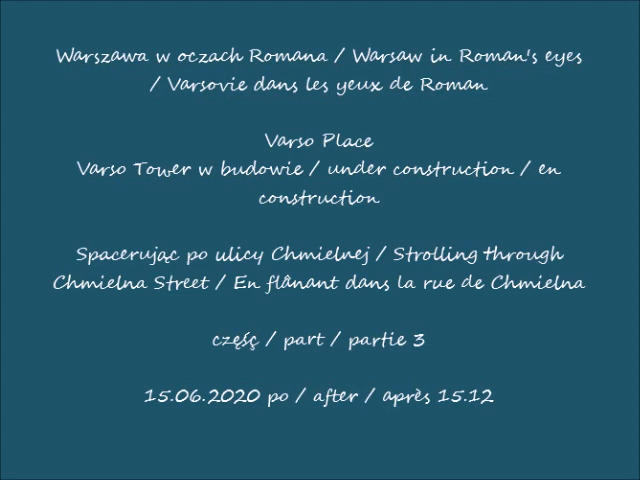 Warszawa w oczach Romana / Warsaw in Roman's eyes
/ Varsovie dans les yeux de Roman
Varso Place
Varso Tower w budowie / under construction / en
construction
Spacerując po ulicy Chmielnej / Strolling through
Chmielna Street / En flânant dans la rue de Chmielna
częśç / part / partie 3
15.06.2020 po / after / après 15.12